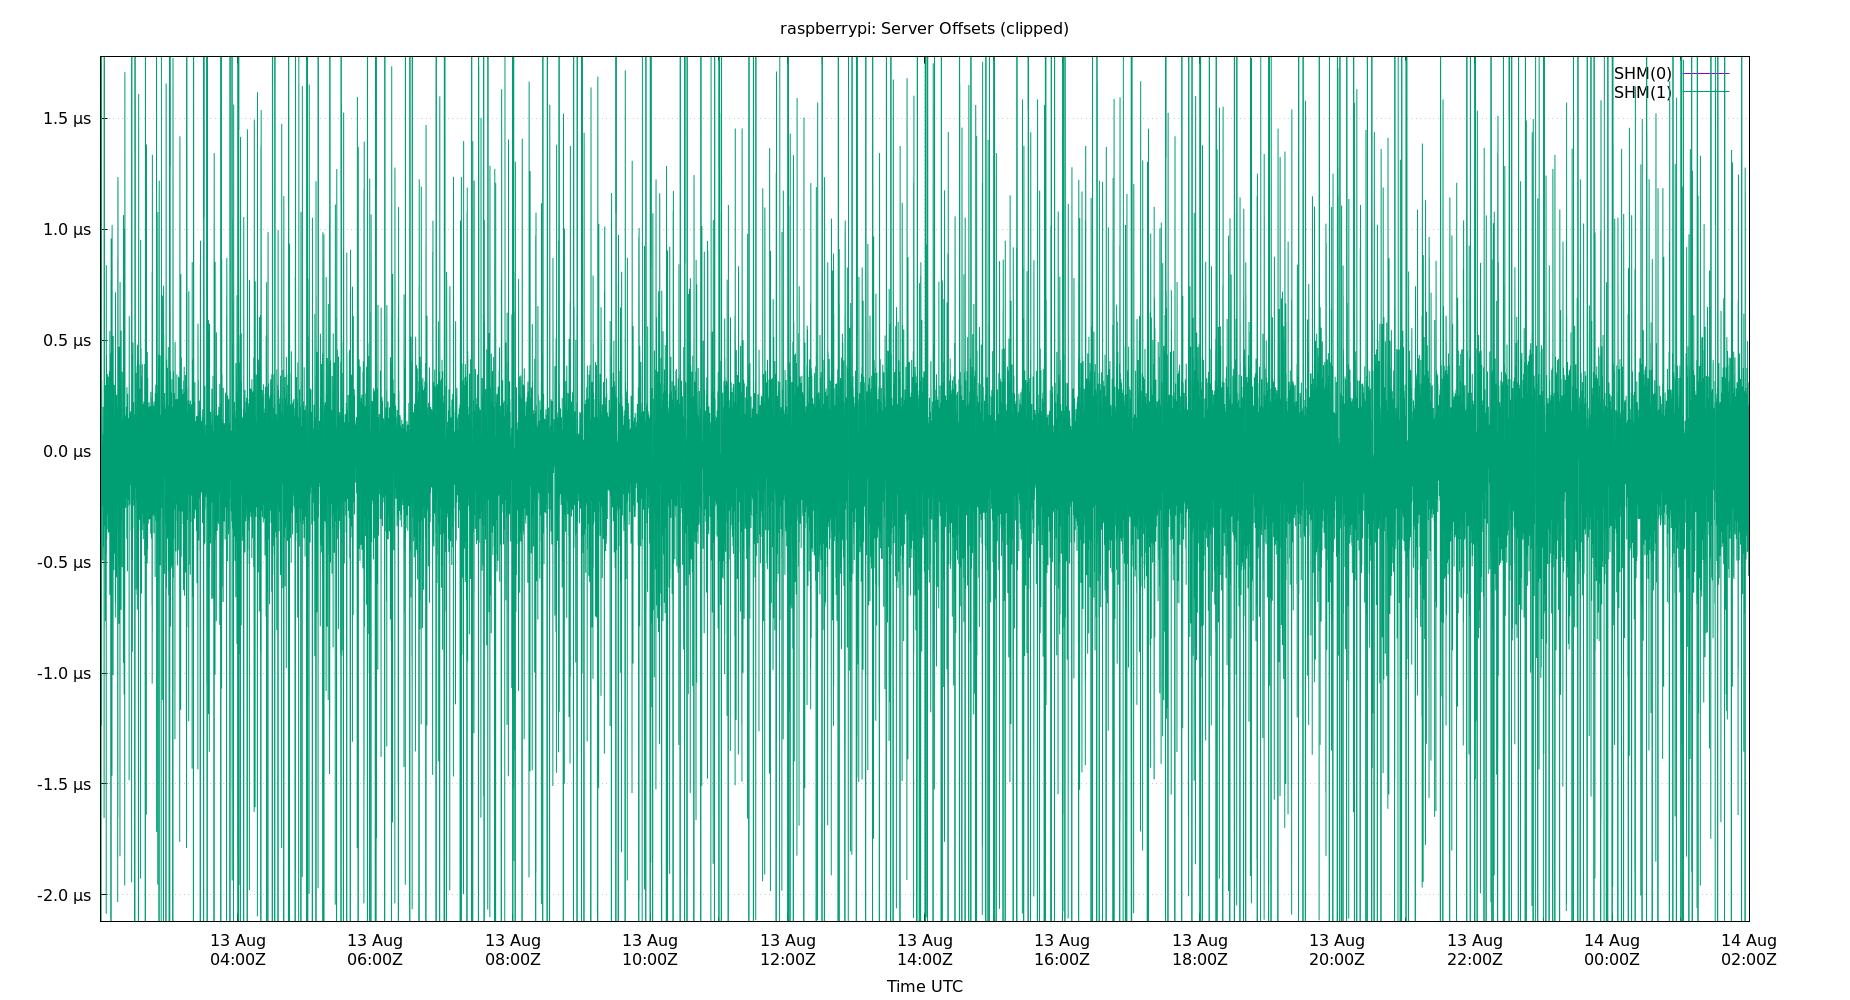 raspberrypi: Server Offsets (clipped)
SHM(0)
SHM(1)
1.5 µs
1.0 µs
0.5 µs
0.0 µs
-0.5 µs
-1.0 µs
-1.5 µs
-2.0 µs
13 Aug 13 Aug 13 Aug 13 Aug 13 Aug 13 Aug 13 Aug 13 Aug 13 Aug 13 Aug 14 Aug 14 Aug
04:00Z 06:00Z 08:00Z 10:00Z 12:00Z 14:00Z 16:00Z 18:00Z 20:00Z 22:00Z 00:00Z 02:00Z
Time UTC